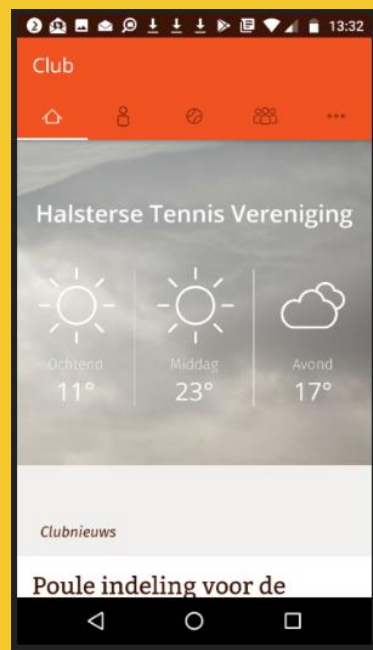 13:32
Club
Halsterse Tennis Vereniging
Ochtend Middag Avond
11° 23° 17°
Clubnieuws
Poule indeling voor de